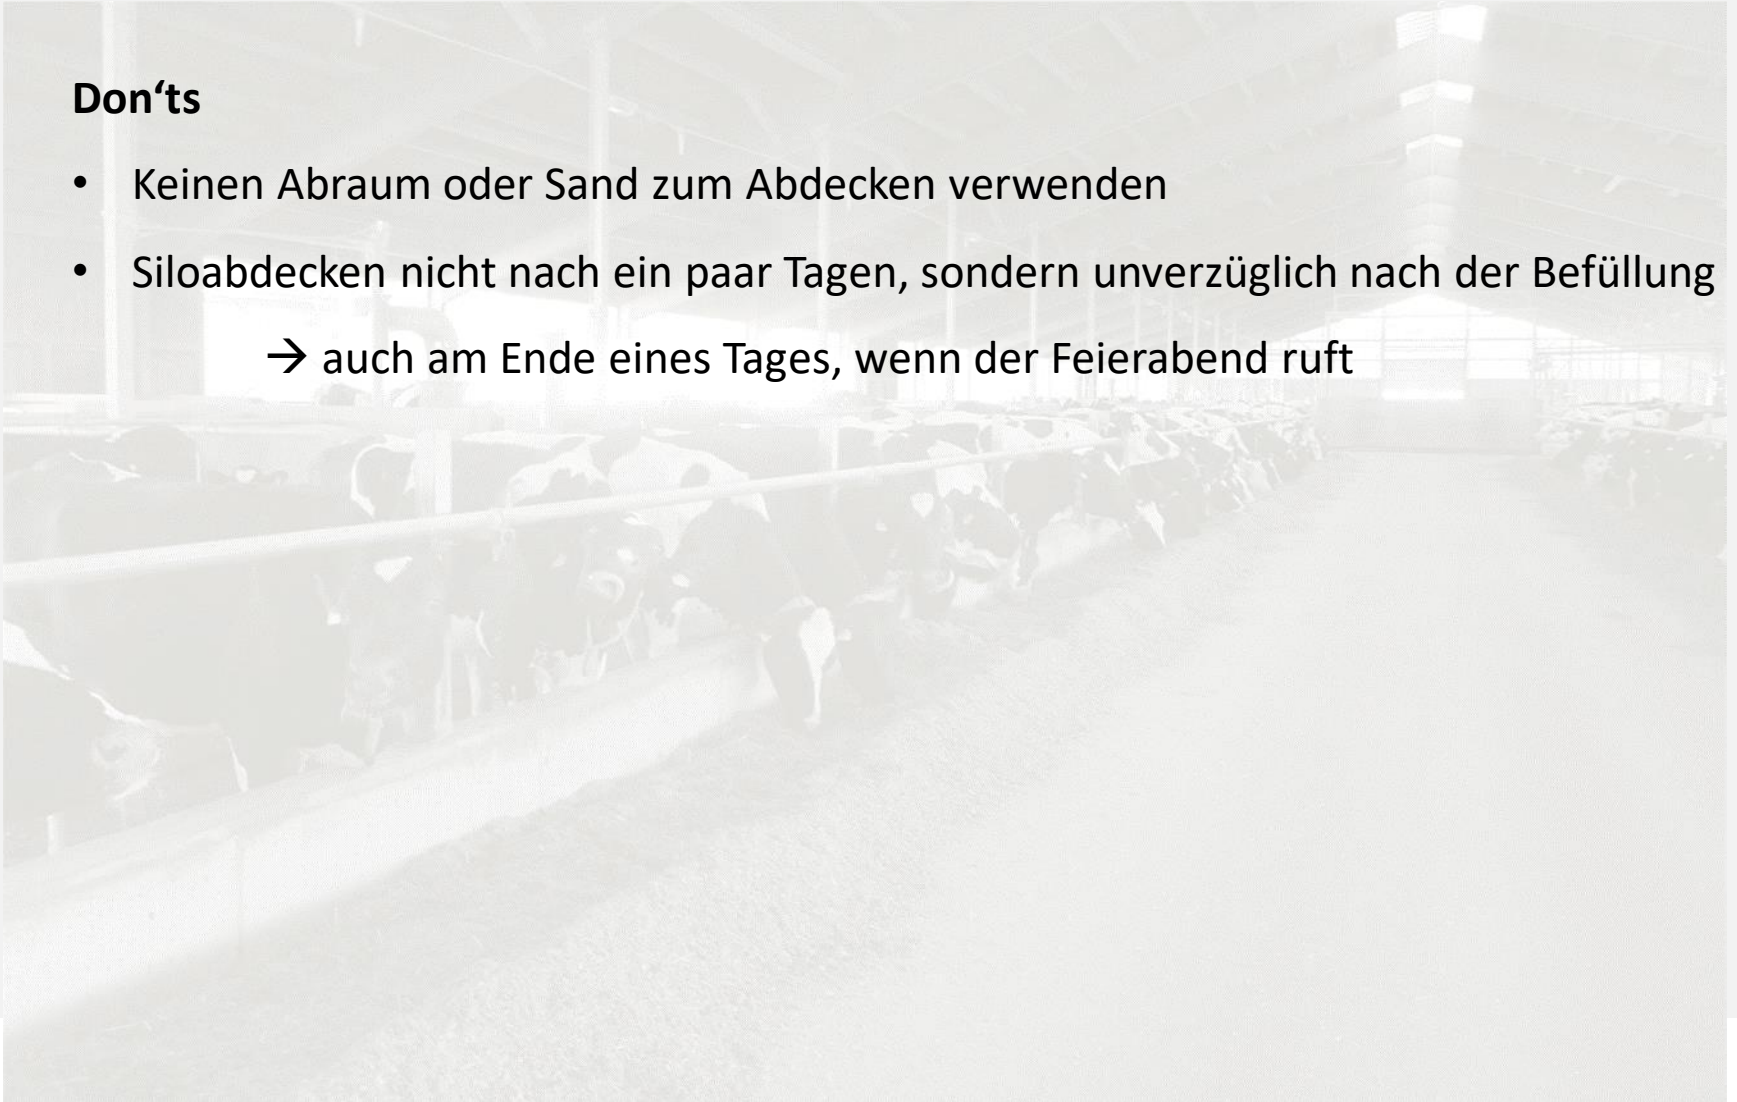 Don‘ts
• Keinen Abraum oder Sand zum Abdecken verwenden
• Siloabdecken nicht nach ein paar Tagen, sondern unverzüglich nach der Befüllung
→ auch am Ende eines Tages, wenn der Feierabend ruft